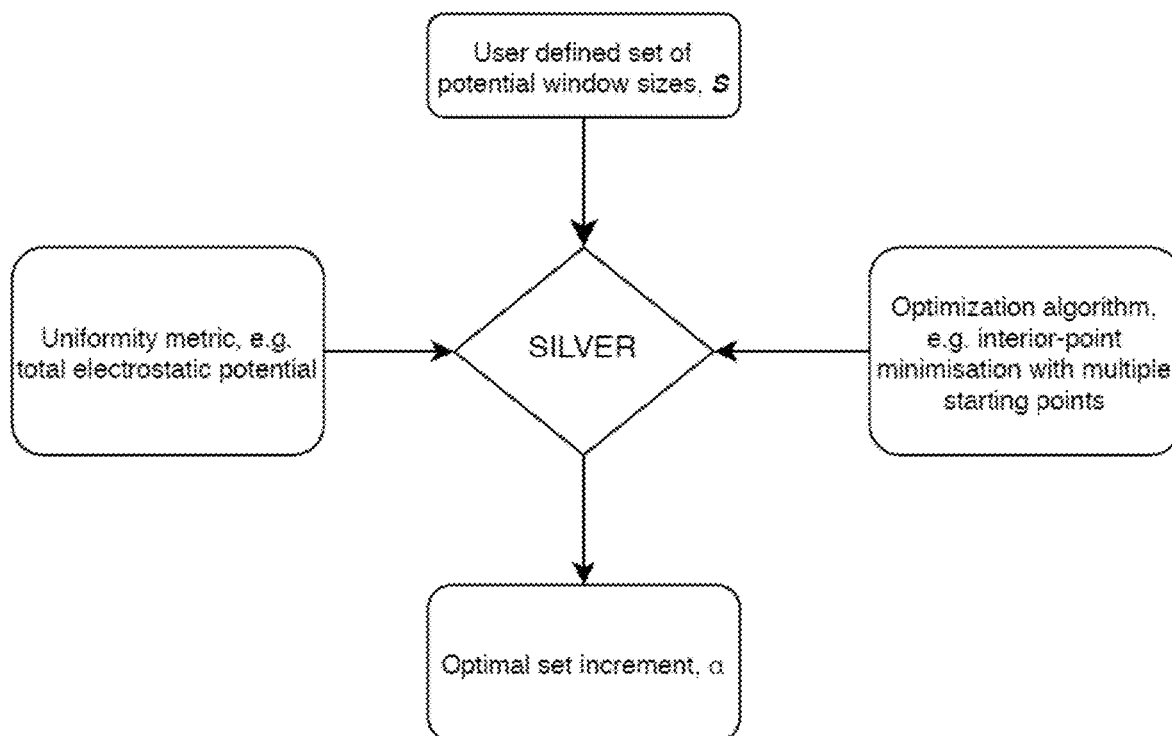 User defined set of
potential window sizes, S
Uniformity metric, e.g.
total electrostatic potential
SILVER
Optimization algorithm,
e.g. interior-point
minimisation with multiple
starting points
Optimal set increment, α